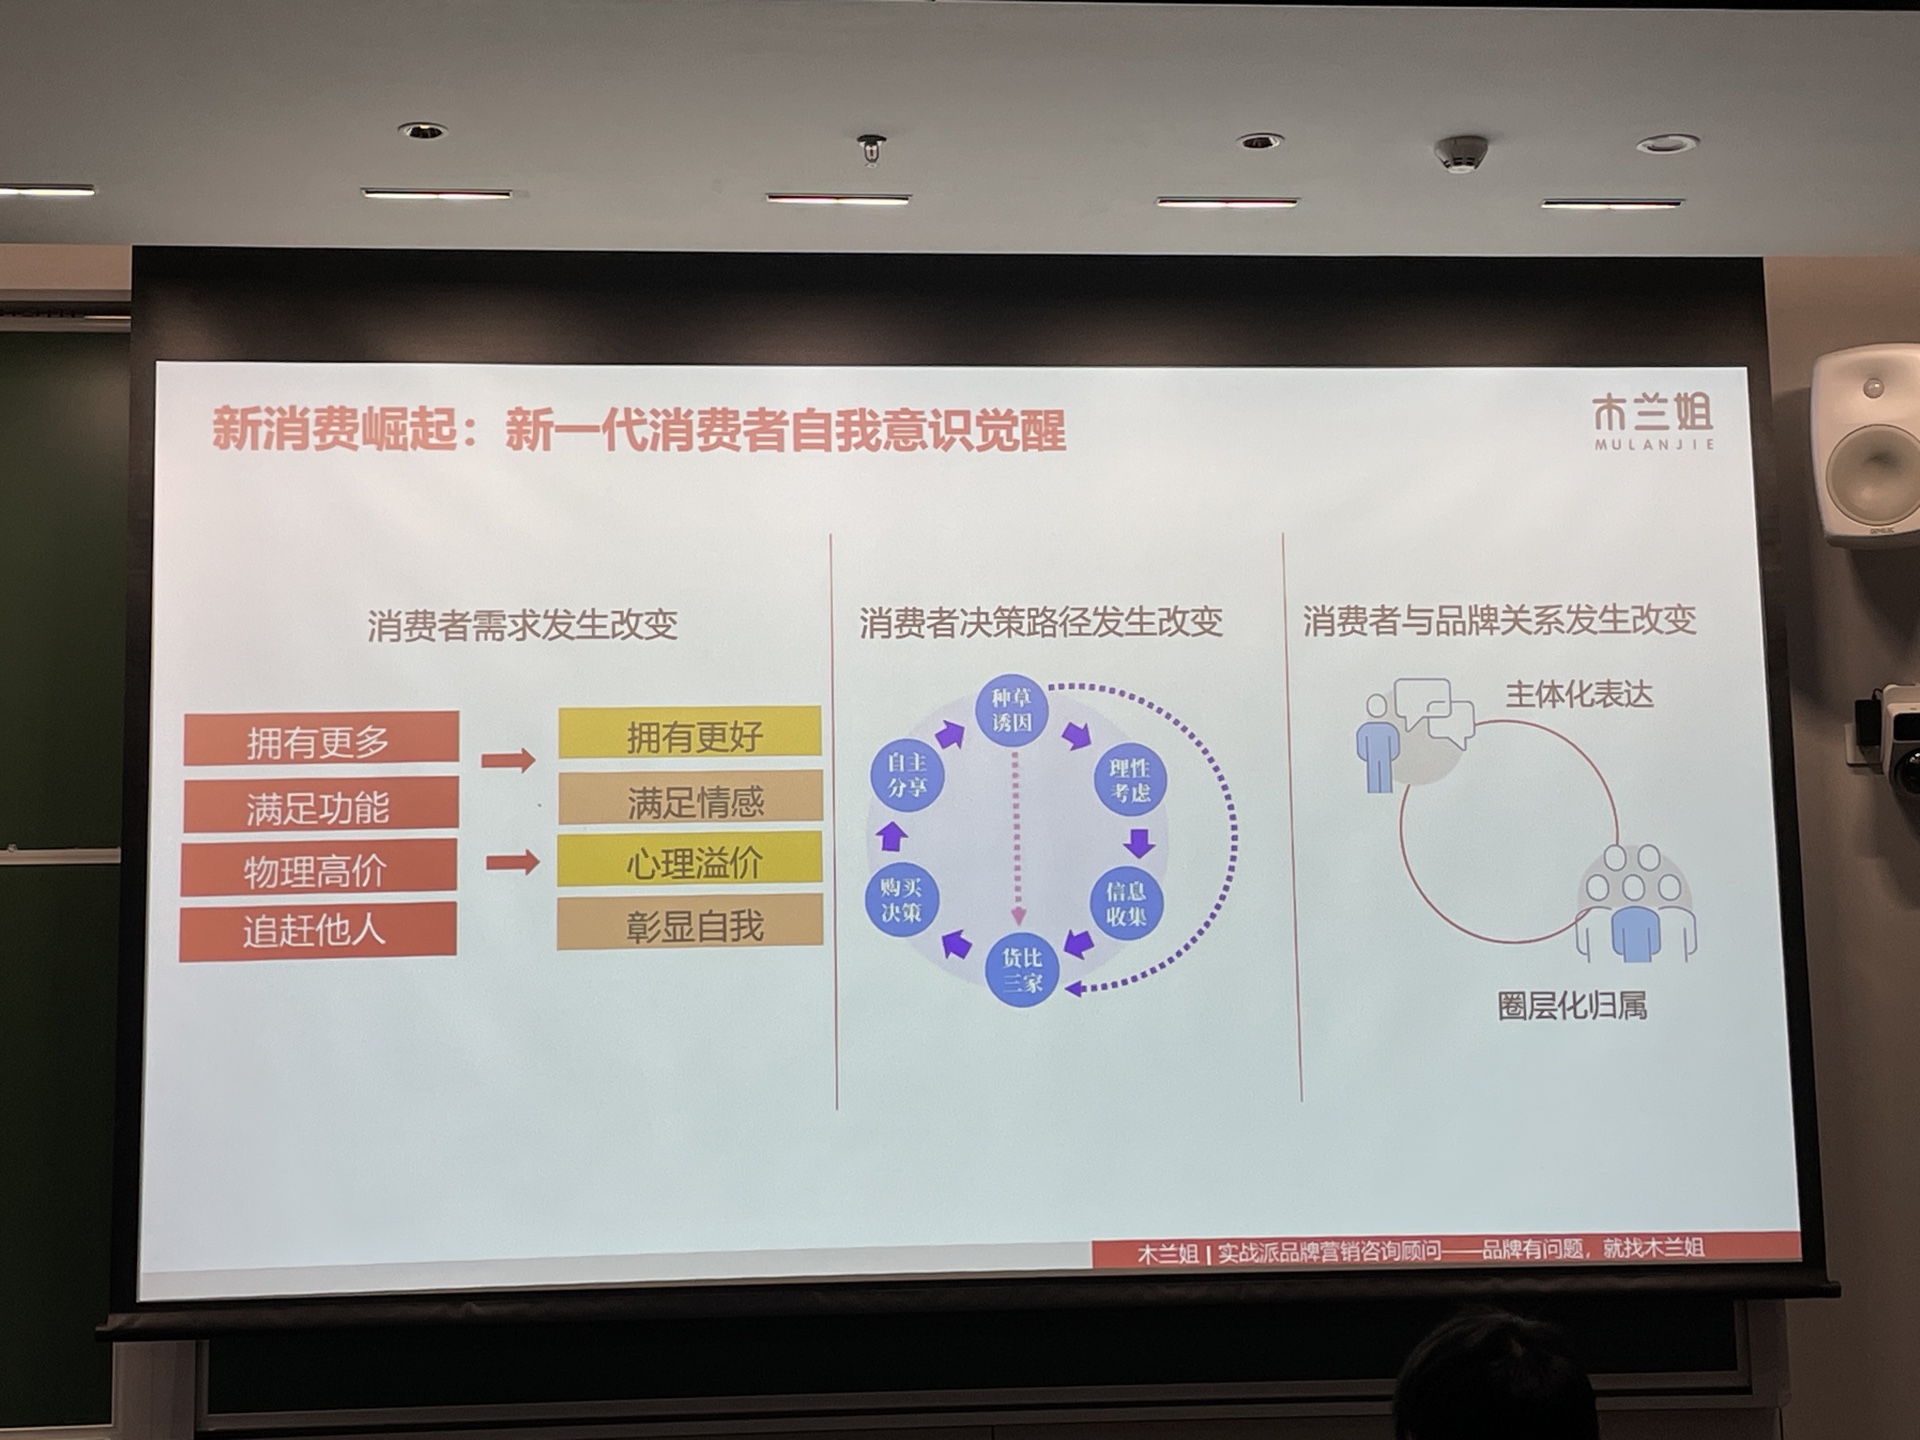 新消费崛起：新一代消费者自我意识觉醒
木兰姐
MULANJIE
消费者需求发生改变
拥有更多
满足功能
物理高价
追赶他人
拥有更好
满足情感
心理溢价
彰显自我
消费者决策路径发生改变
种草
诱因
理性
考虑
信息
收集
货比
三家
购买
决策
自主
分享
消费者与品牌关系发生改变
主体化表达
圈层化归属
木兰姐 | 实战派品牌营销咨询顾问——品牌有问题，就找木兰姐